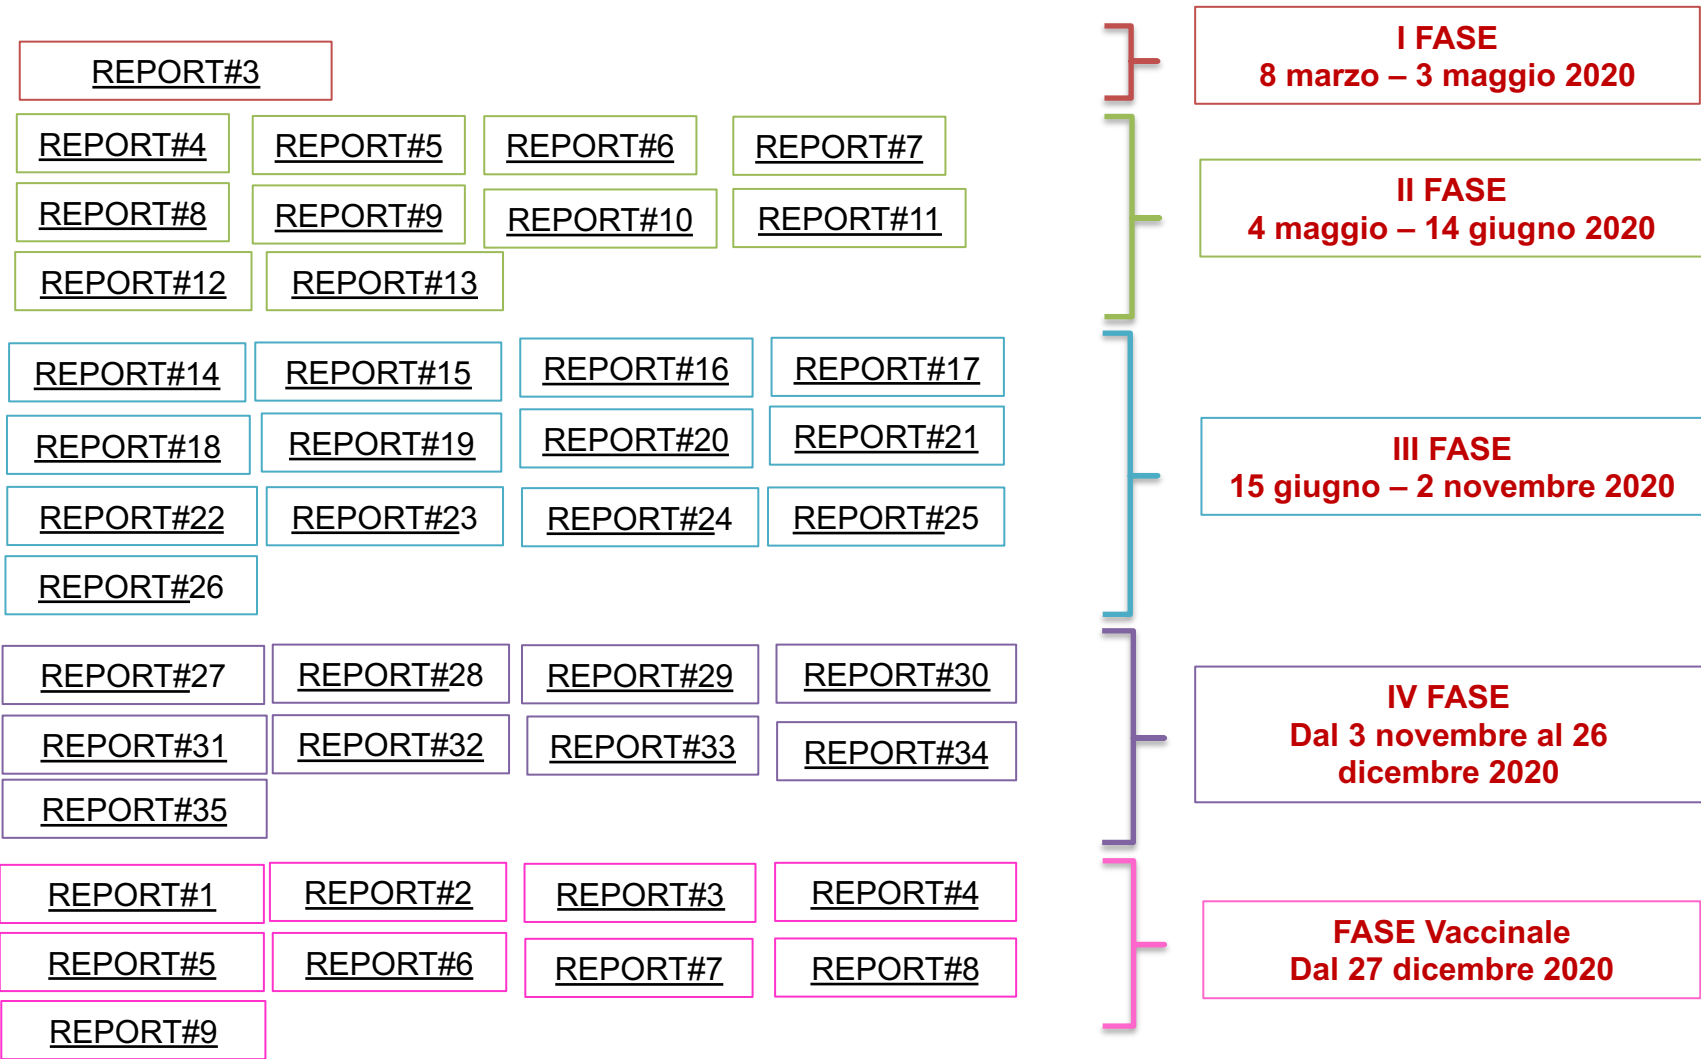 REPORT#3
I FASE
8 marzo – 3 maggio 2020
REPORT#4
REPORT#5
REPORT#6
REPORT#7
REPORT#8
REPORT#9
REPORT#10
REPORT#11
REPORT#12
REPORT#13
II FASE
4 maggio – 14 giugno 2020
REPORT#14
REPORT#15
REPORT#16
REPORT#17
REPORT#18
REPORT#19
REPORT#20
REPORT#21
REPORT#22
REPORT#23
REPORT#24
REPORT#25
REPORT#26
III FASE
15 giugno – 2 novembre 2020
REPORT#27
REPORT#28
REPORT#29
REPORT#30
REPORT#31
REPORT#32
REPORT#33
REPORT#34
REPORT#35
IV FASE
Dal 3 novembre al 26
dicembre 2020
REPORT#1
REPORT#2
REPORT#3
REPORT#4
REPORT#5
REPORT#6
REPORT#7
REPORT#8
REPORT#9
FASE Vaccinale
Dal 27 dicembre 2020